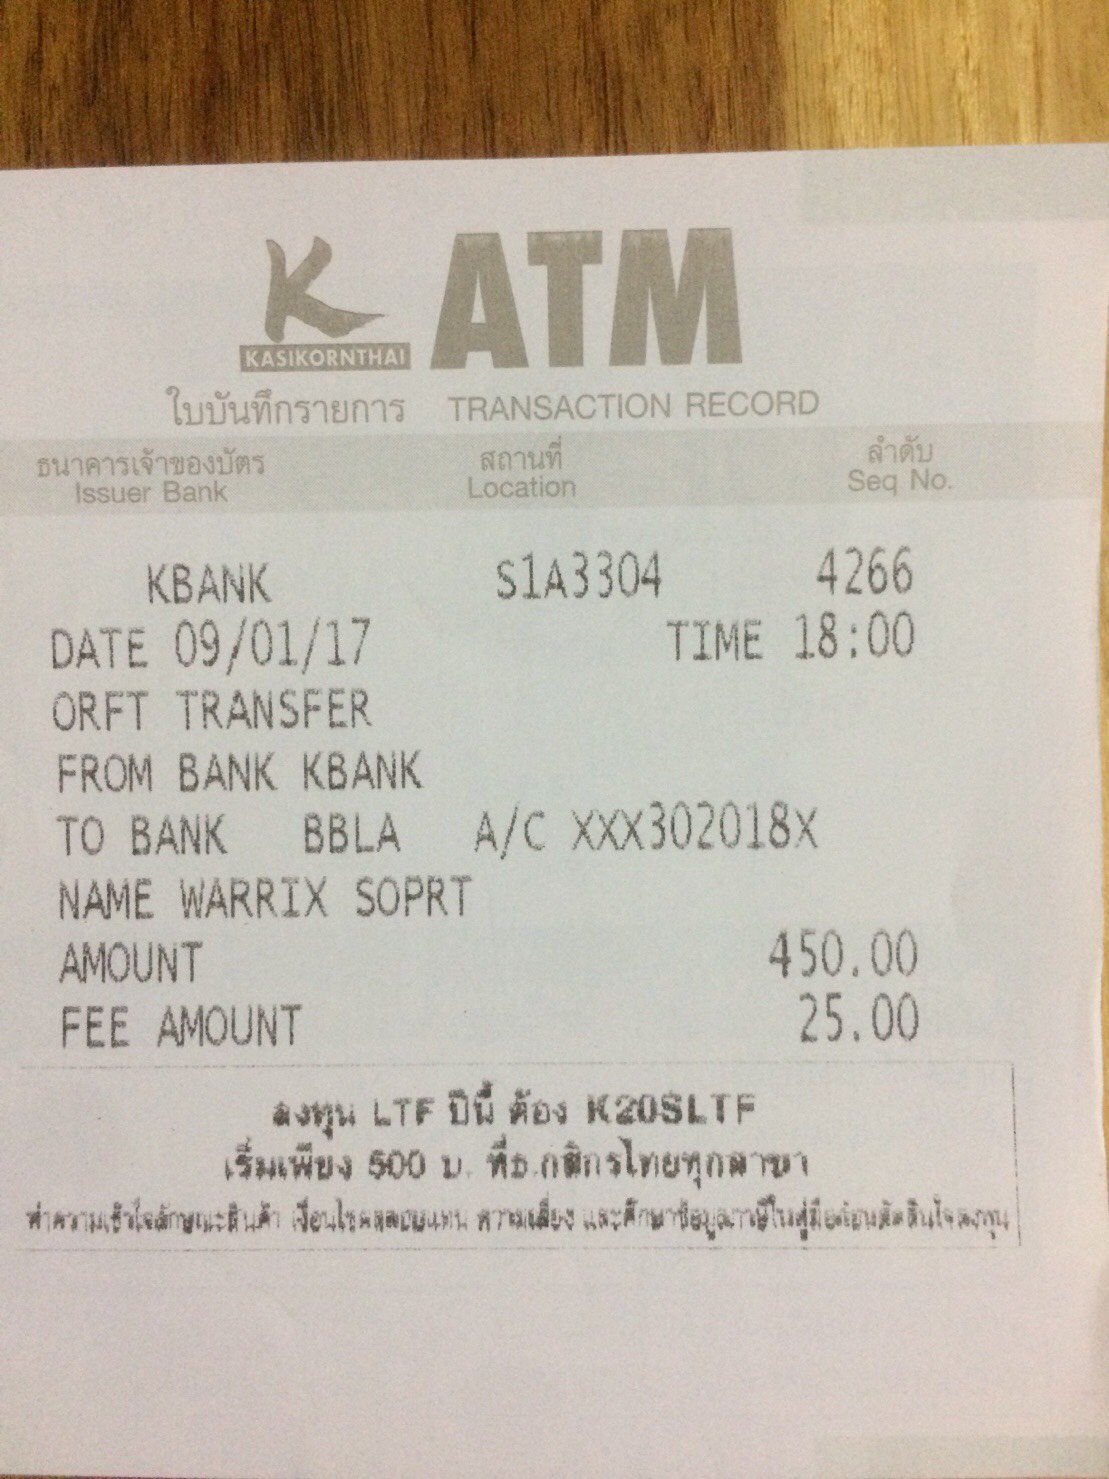 K ATM
KASIKORNTHAI
ใบบันทึกรายการ TRANSACTION RECORD
ธนาคารเจ้าของบัตร สถานที่ ลำดับ
Issuer Bank Location Seq No.
KBANK S1A3304 4266
DATE 09/01/17 TIME 18:00
ORFT TRANSFER
FROM BANK KBANK
TO BANK BBLA A/C XXX302018X
NAME WARRIX SOPRT
AMOUNT 450.00
FEE AMOUNT 25.00
ลงทุน LTF ปีนี้ ต้อง K20SLTF
เริ่มเพียง 500 บ. ที่ธ.กสิกรไทยทุกสาขา
ทำความเข้าใจลักษณะสินค้า เงื่อนไขผลตอบแทน ความเสี่ยง และศึกษาข้อมูลภาษีในคู่มือก่อนตัดสินใจลงทุน